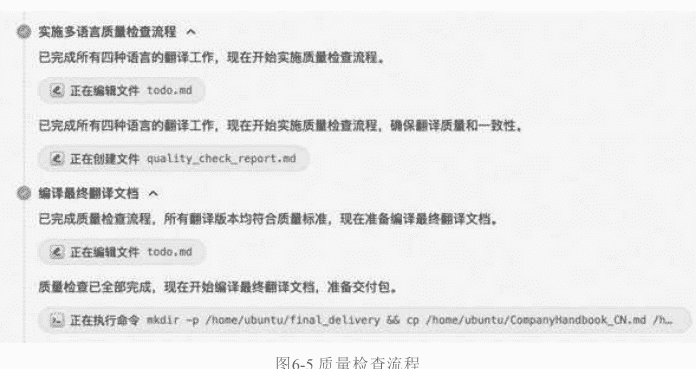 实施多语言质量检查流程
已完成所有四种语言的翻译工作，现在开始实施质量检查流程。
正在编辑文件 todo.md
已完成所有四种语言的翻译工作，现在开始实施质量检查流程，确保翻译质量和一致性。
正在创建文件 quality_check_report.md
编译最终翻译文档
已完成质量检查流程，所有翻译版本均符合质量标准，现在准备编译最终翻译文档。
正在编辑文件 todo.md
质量检查已全部完成，现在开始编译最终翻译文档，准备交付包。
正在执行命令 mkdir -p /home/ubuntu/final_delivery && cp /home/ubuntu/CompanyHandbook_CN.md /h…
图6-5 质量检查流程